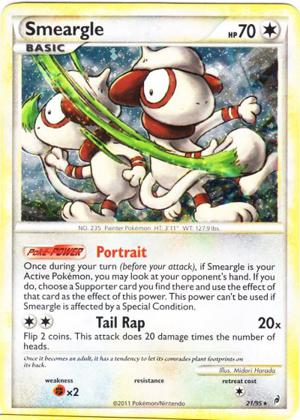 Smeargle
HP 70
BASIC
NO. 235 Painter Pokémon HT: 3'11" WT: 127.9 lbs.
Poké-POWER Portrait
Once during your turn (before your attack), if Smeargle is your
Active Pokémon, you may look at your opponent's hand. If you
do, choose a Supporter card you find there and use the effect of
that card as the effect of this power. This power can't be used if
Smeargle is affected by a Special Condition.
Tail Rap 20x
Flip 2 coins. This attack does 20 damage times the number of
heads.
Once it becomes an adult, it has a tendency to let its comrades plant footprints on
its back.
Illus. Midori Harada
weakness resistance retreat cost
x2
©2011 Pokémon/Nintendo 21/95 ★